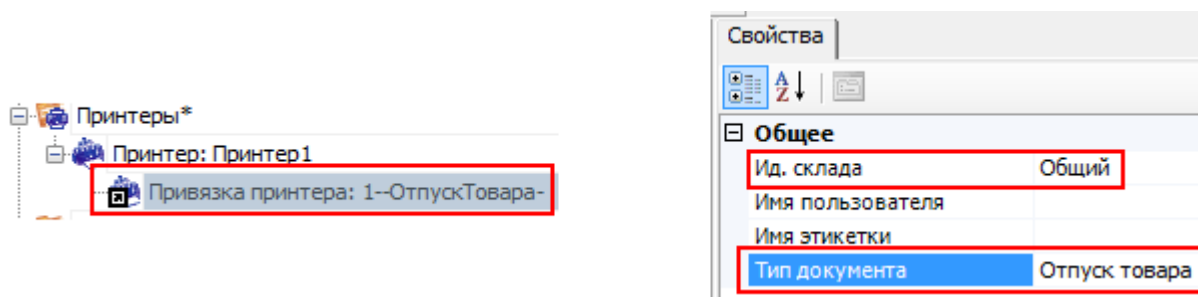 Принтеры*
Принтер: Принтер1
Привязка принтера: 1--ОтпускТовара-
Свойства
A
Z
Общее
Ид. склада Общий
Имя пользователя
Имя этикетки
Тип документа Отпуск товара